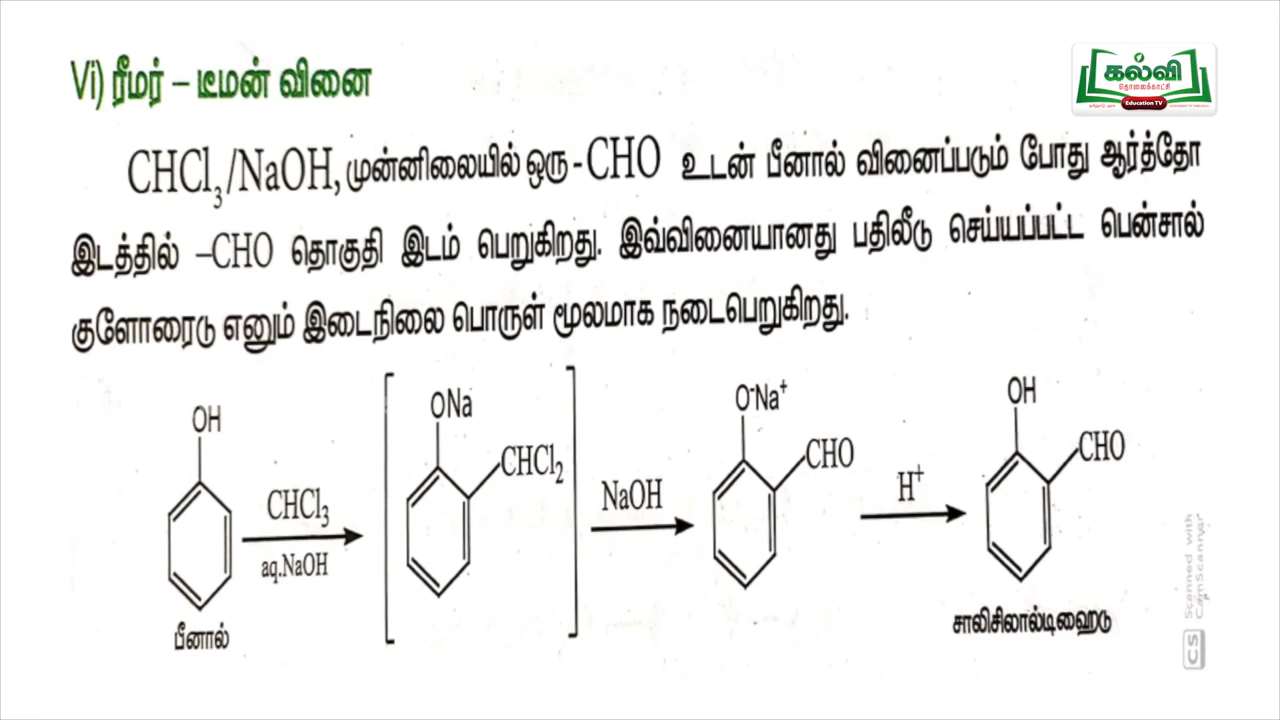 Vi) ரீமர் – டீமன் வினை
கல்வி
தொலைக்காட்சி
Education TV
CHCl₃/NaOH, முன்னிலையில் ஒரு -CHO உடன் பீனால் வினைப்படும் போது ஆர்த்தோ
இடத்தில் –CHO தொகுதி இடம் பெறுகிறது. இவ்வினையானது பதிலீடு செய்யப்பட்ட பென்சால்
குளோரைடு எனும் இடைநிலை பொருள் மூலமாக நடைபெறுகிறது.
OH
CHCl₃
aq.NaOH
பீனால்
ONa
CHCl₂
NaOH
O⁻Na⁺
CHO
H⁺
OH
CHO
சாலிசிலால்டிஹைடு
CS
Scanned with
CamScanner